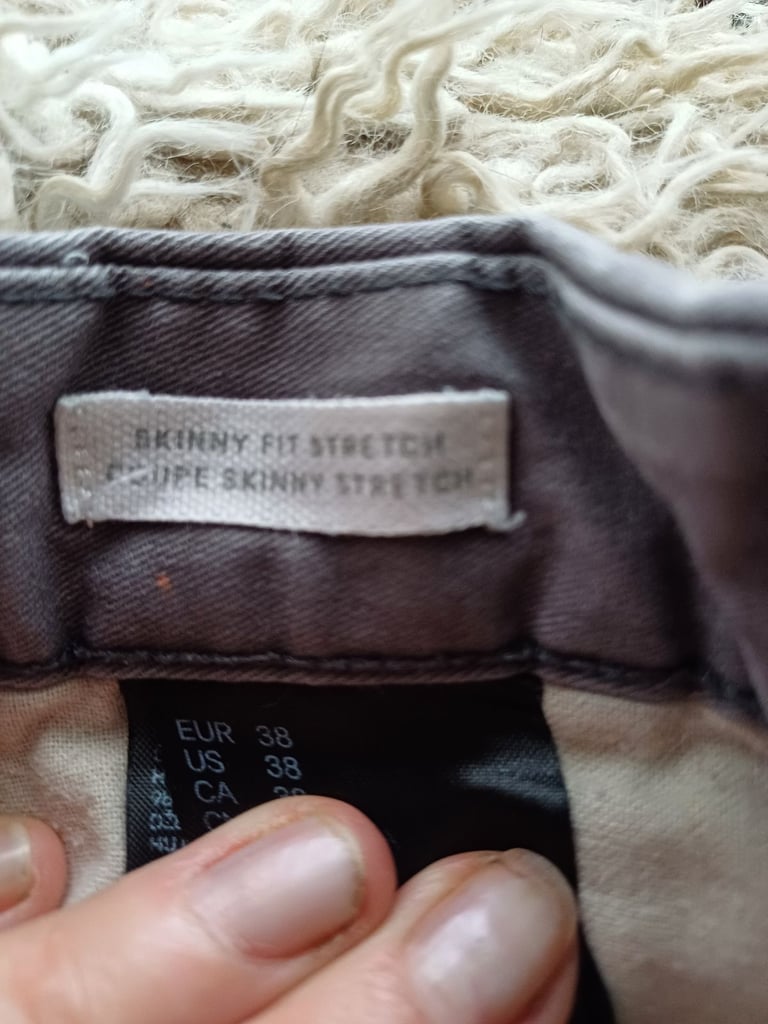 SKINNY FIT STRETCH
COUPE SKINNY STRETCH
EUR 38
US 38
CA